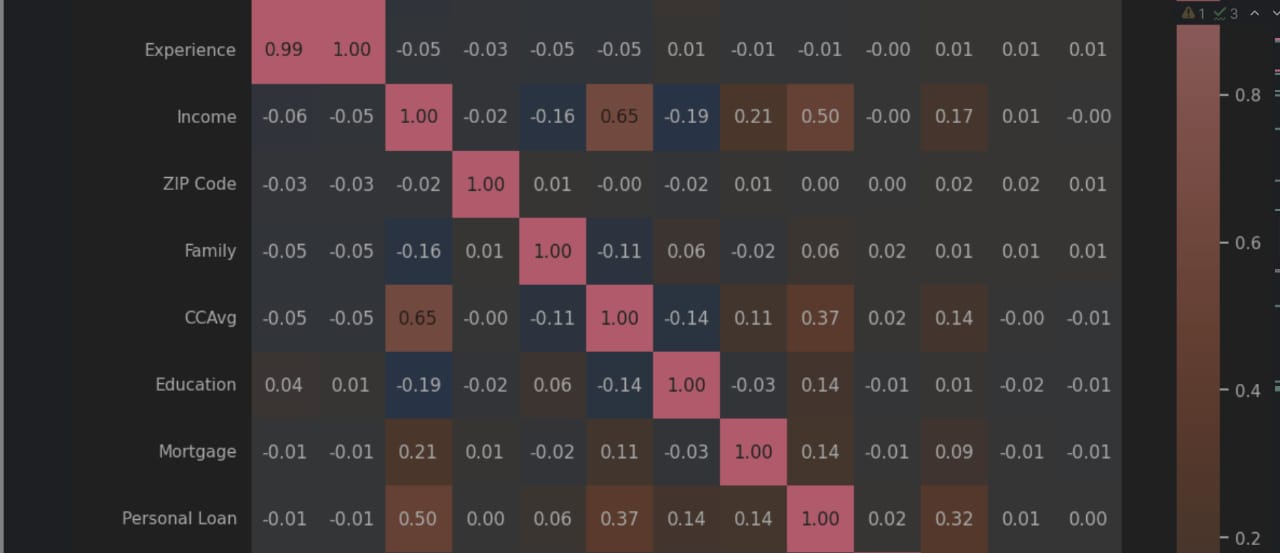 1 3
Experience 0.99 1.00 -0.05 -0.03 -0.05 -0.05 0.01 -0.01 -0.01 -0.00 0.01 0.01 0.01
0.8
Income -0.06 -0.05 1.00 -0.02 -0.16 0.65 -0.19 0.21 0.50 -0.00 0.17 0.01 -0.00
ZIP Code -0.03 -0.03 -0.02 1.00 0.01 -0.00 -0.02 0.01 0.00 0.00 0.02 0.02 0.01
0.6
Family -0.05 -0.05 -0.16 0.01 1.00 -0.11 0.06 -0.02 0.06 0.02 0.01 0.01 0.01
CCAvg -0.05 -0.05 0.65 -0.00 -0.11 1.00 -0.14 0.11 0.37 0.02 0.14 -0.00 -0.01
Education 0.04 0.01 -0.19 -0.02 0.06 -0.14 1.00 -0.03 0.14 -0.01 0.01 -0.02 -0.01
0.4
Mortgage -0.01 -0.01 0.21 0.01 -0.02 0.11 -0.03 1.00 0.14 -0.01 0.09 -0.01 -0.01
Personal Loan -0.01 -0.01 0.50 0.00 0.06 0.37 0.14 0.14 1.00 0.02 0.32 0.01 0.00
0.2